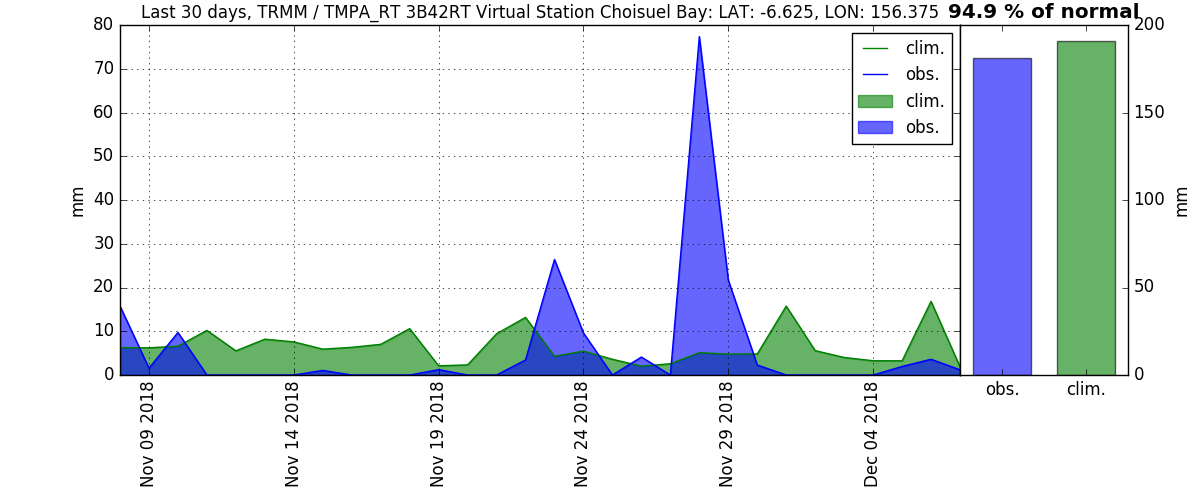 Last 30 days, TRMM / TMPA_RT 3B42RT Virtual Station Choisuel Bay: LAT: -6.625, LON: 156.375 94.9 % of normal
80
70
60
50
40
30
20
10
0
mm
clim.
obs.
clim.
obs.
200
150
100
50
0
mm
obs. clim.
Nov 09 2018
Nov 14 2018
Nov 19 2018
Nov 24 2018
Nov 29 2018
Dec 04 2018